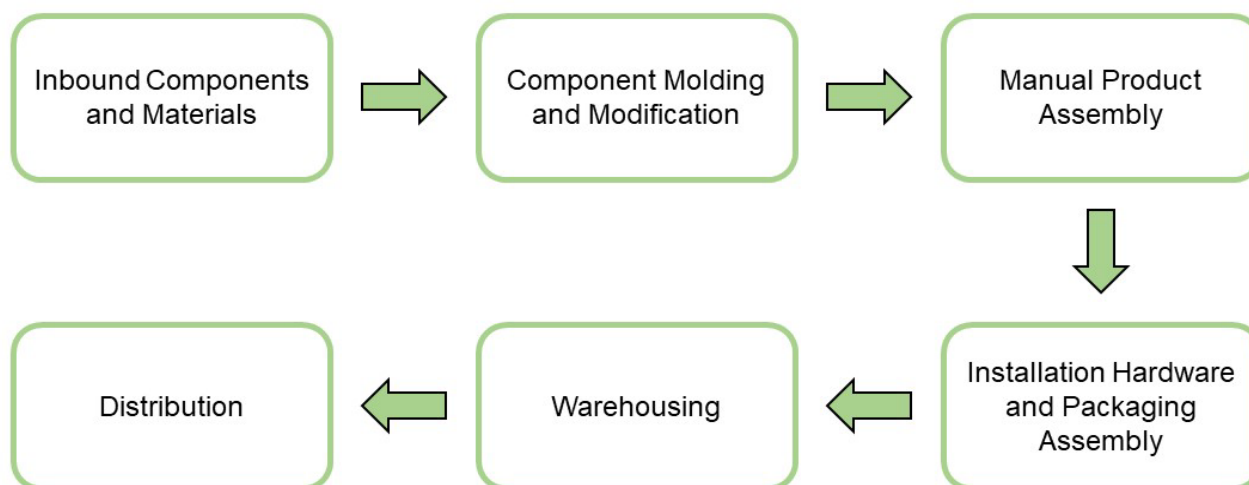 Inbound Components
and Materials
Component Molding
and Modification
Manual Product
Assembly
Installation Hardware
and Packaging
Assembly
Warehousing
Distribution